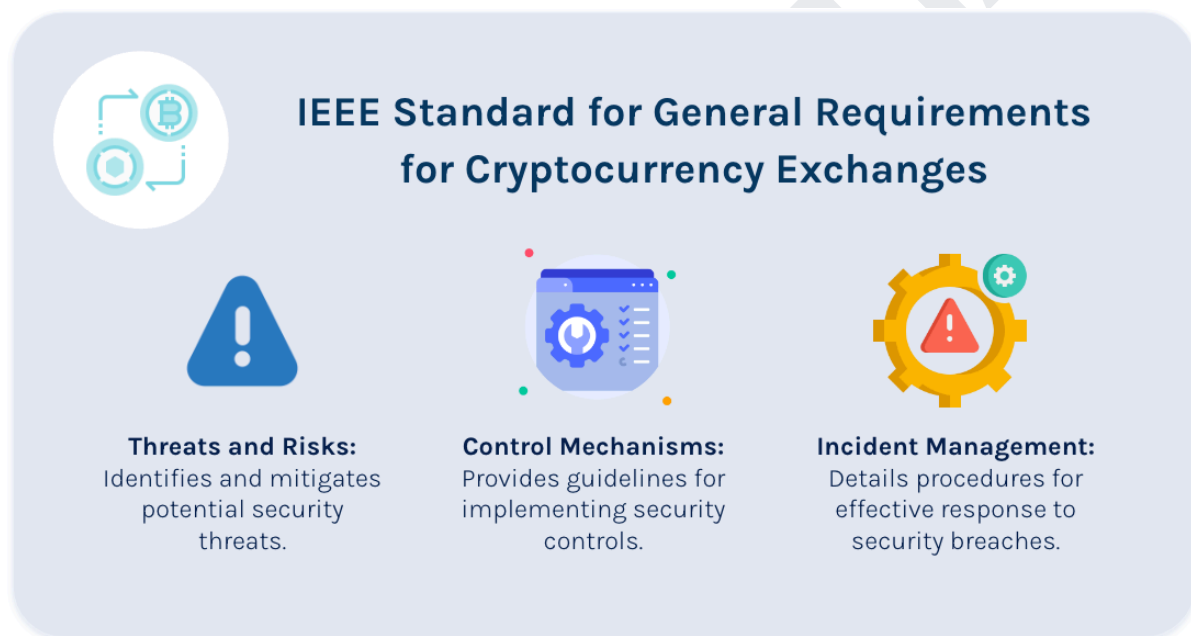 IEEE Standard for General Requirements
for Cryptocurrency Exchanges
Threats and Risks:
Identifies and mitigates
potential security
threats.
Control Mechanisms:
Provides guidelines for
implementing security
controls.
Incident Management:
Details procedures for
effective response to
security breaches.